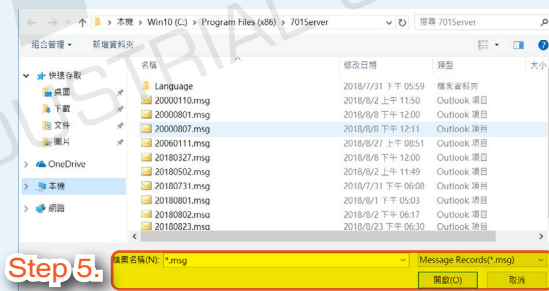 本機 > Win10 (C:) > Program Files (x86) > 701Server
搜尋 701Server
組合管理 新增資料夾
名稱 修改日期 類型 大小
快速存取
桌面
下載
文件
圖片
OneDrive
本機
網路
Language 2018/7/31 下午 05:59 檔案資料夾
20000110.msg 2018/8/2 上午 11:50 Outlook 項目
20000801.msg 2018/8/8 下午 12:00 Outlook 項目
20000807.msg 2018/8/8 下午 12:11 Outlook 項目
20060111.msg 2018/8/27 上午 08:51 Outlook 項目
20180327.msg 2018/8/8 下午 12:00 Outlook 項目
20180502.msg 2018/8/2 上午 11:49 Outlook 項目
20180731.msg 2018/7/31 下午 06:08 Outlook 項目
20180801.msg 2018/8/1 下午 05:03 Outlook 項目
20180802.msg 2018/8/2 下午 06:17 Outlook 項目
20180823.msg 2018/8/23 下午 06:30 Outlook 項目
Step 5.
檔案名稱(N): *.msg Message Records(*.msg)
開啟(O) 取消